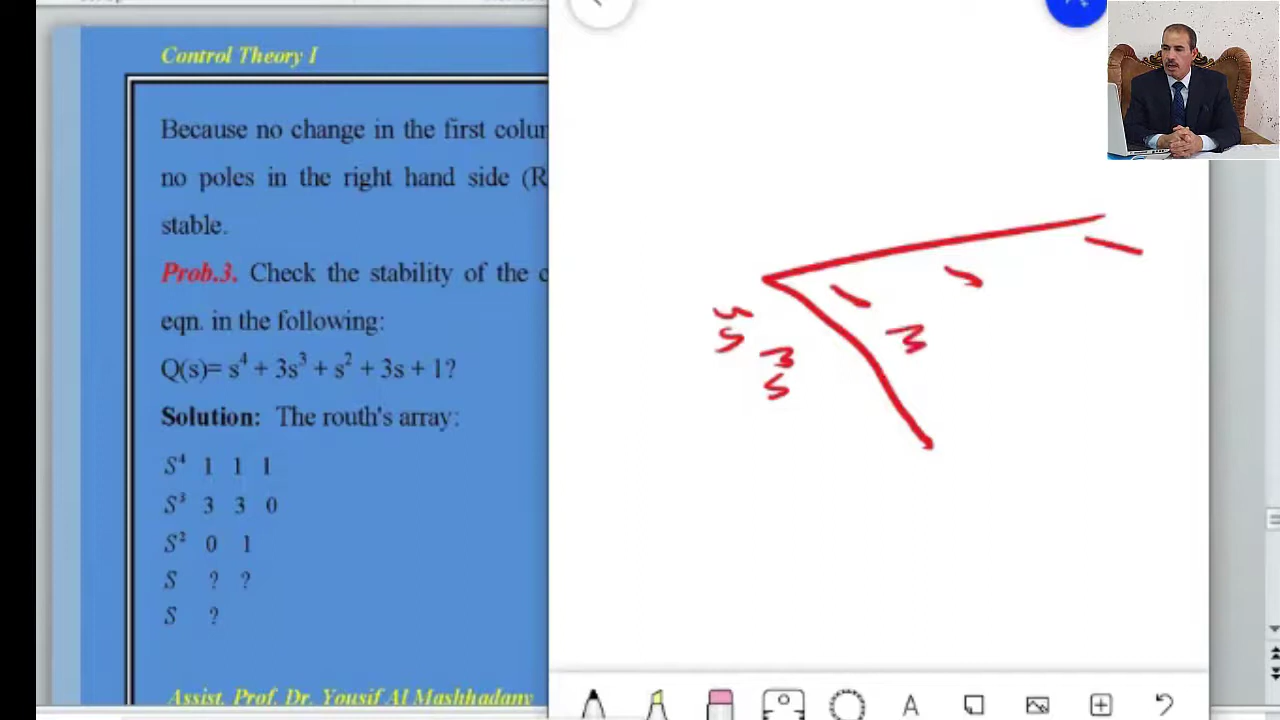 Control Theory I
Because no change in the first colum
no poles in the right hand side (R
stable.
Prob.3. Check the stability of the c
eqn. in the following:
Q(s)= s⁴ + 3s³ + s² + 3s + 1?
Solution: The routh's array:
S⁴ 1 1 1
S³ 3 3 0
S² 0 1
S ? ?
S ?
Assist. Prof. Dr. Yousif Al Mashhadany